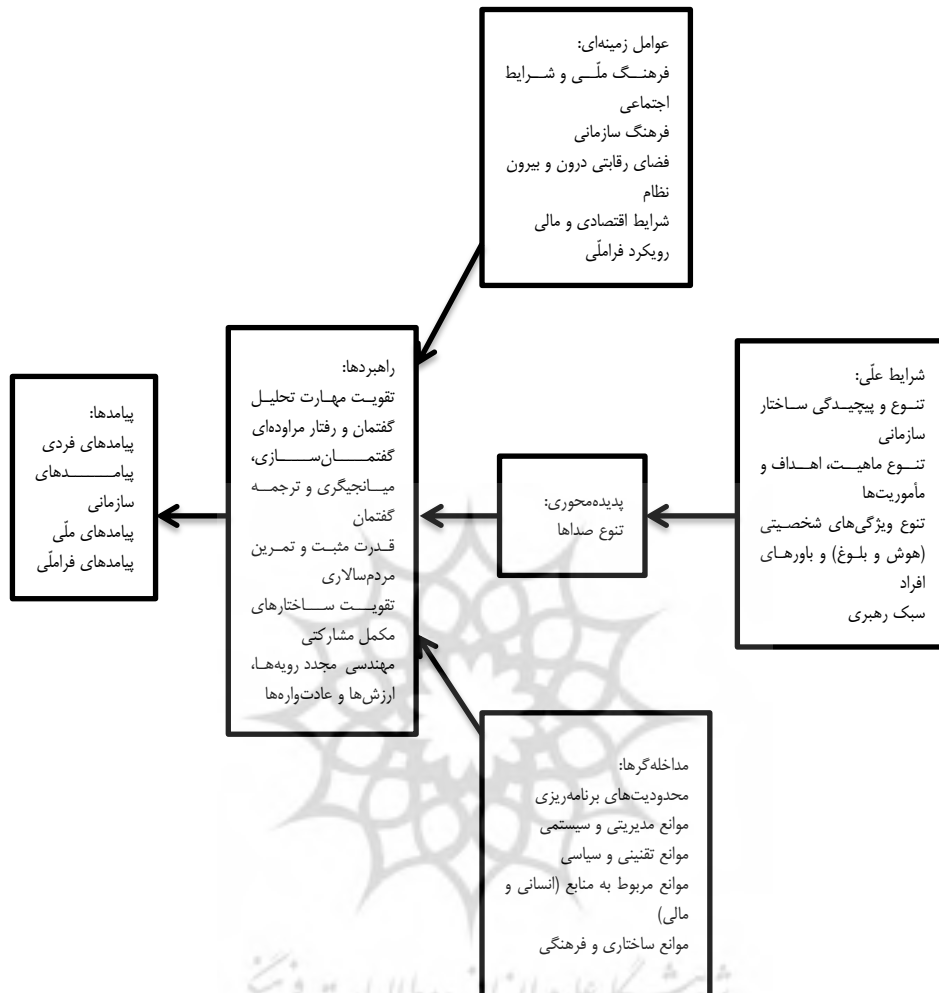 عوامل زمینه‌ای:
فرهنگ ملّی و شرایط
اجتماعی
فرهنگ سازمانی
فضای رقابتی درون و بیرون
نظام
شرایط اقتصادی و مالی
رویکرد فراملّی
شرایط علّی:
تنوع و پیچیدگی ساختار
سازمانی
تنوع ماهیت، اهداف و
مأموریت‌ها
تنوع ویژگی‌های شخصیتی
(هوش و بلوغ) و باورهای
افراد
سبک رهبری
پدیده‌محوری:
تنوع صداها
راهبردها:
تقویت مهارت تحلیل
گفتمان و رفتار مراوده‌ای
گفتمان‌سازی،
میانجیگری و ترجمه
گفتمان
قدرت مثبت و تمرین
مردم‌سالاری
تقویت ساختارهای
مکمل مشارکتی
مهندسی مجدد رویه‌ها،
ارزش‌ها و عادت‌واره‌ها
پیامدها:
پیامدهای فردی
پیامدهای
سازمانی
پیامدهای ملّی
پیامدهای فراملّی
مداخله‌گرها:
محدودیت‌های برنامه‌ریزی
موانع مدیریتی و سیستمی
موانع تقنینی و سیاسی
موانع مربوط به منابع (انسانی و
مالی)
موانع ساختاری و فرهنگی